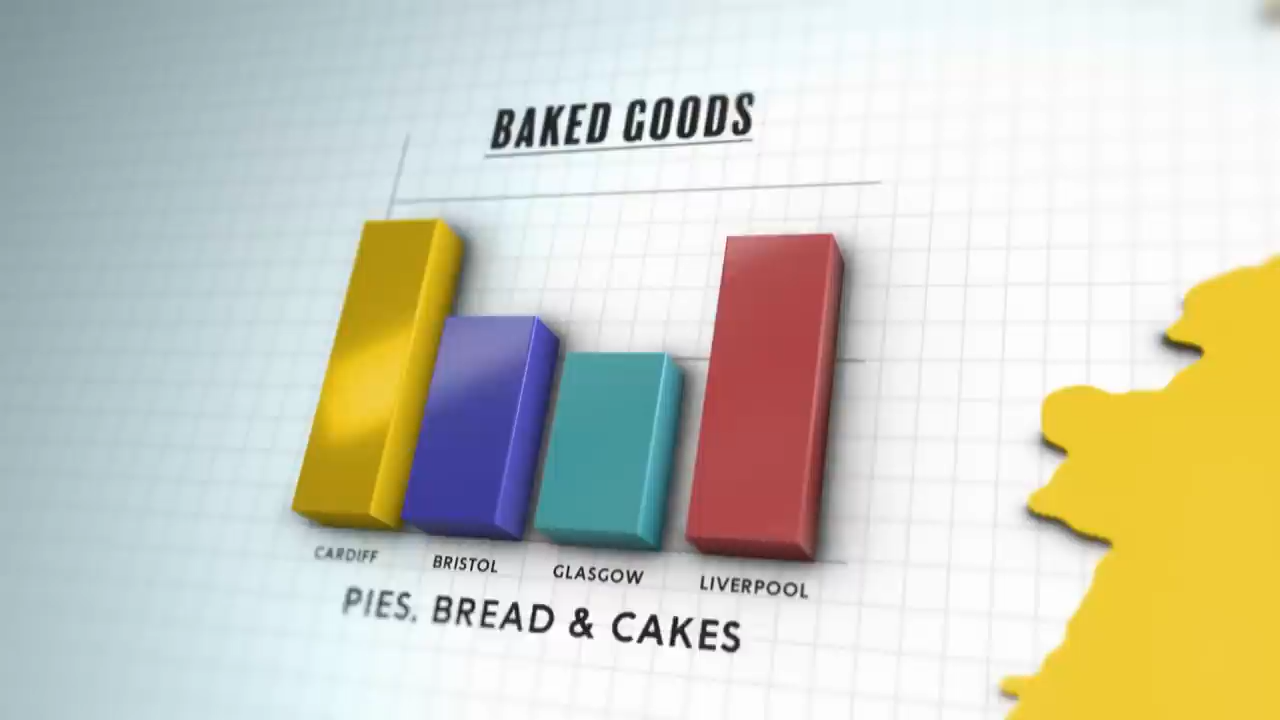 BAKED GOODS
CARDIFF
BRISTOL
GLASGOW
LIVERPOOL
PIES, BREAD & CAKES